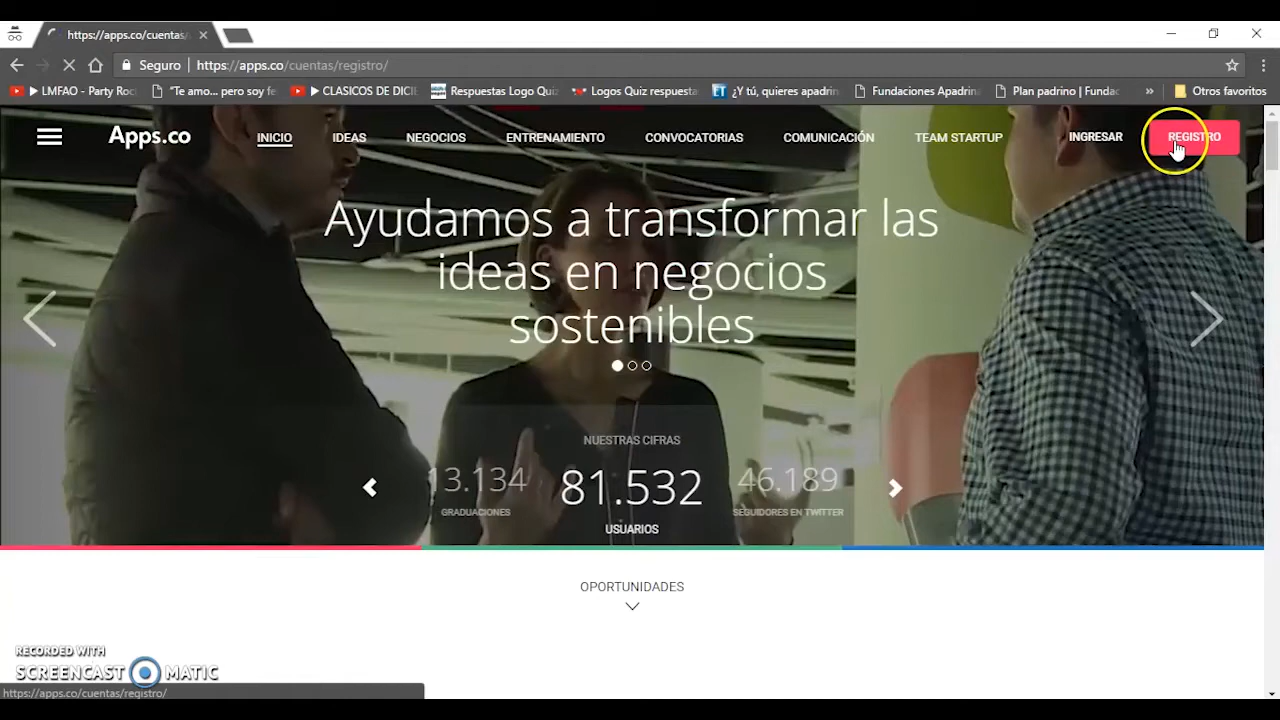 https://apps.co/cuentas/
Seguro
https://apps.co/cuentas/registro/
LMFAO - Party Roc
"Te amo... pero soy fe
CLASICOS DE DICIE
Respuestas Logo Quiz
Logos Quiz respuesta
ET
¿Y tú, quieres apadrin
Fundaciones Apadrina
Plan padrino | Fundac
»
Otros favoritos
Apps.co
INICIO
IDEAS
NEGOCIOS
ENTRENAMIENTO
CONVOCATORIAS
COMUNICACIÓN
TEAM STARTUP
INGRESAR
REGISTRO
Ayudamos a transformar las
ideas en negocios
sostenibles
NUESTRAS CIFRAS
13.134
81.532
46.189
GRADUACIONES
USUARIOS
SEGUIDORES EN TWITTER
OPORTUNIDADES
RECORDED WITH
SCREENCAST MATIC
https://apps.co/cuentas/registro/